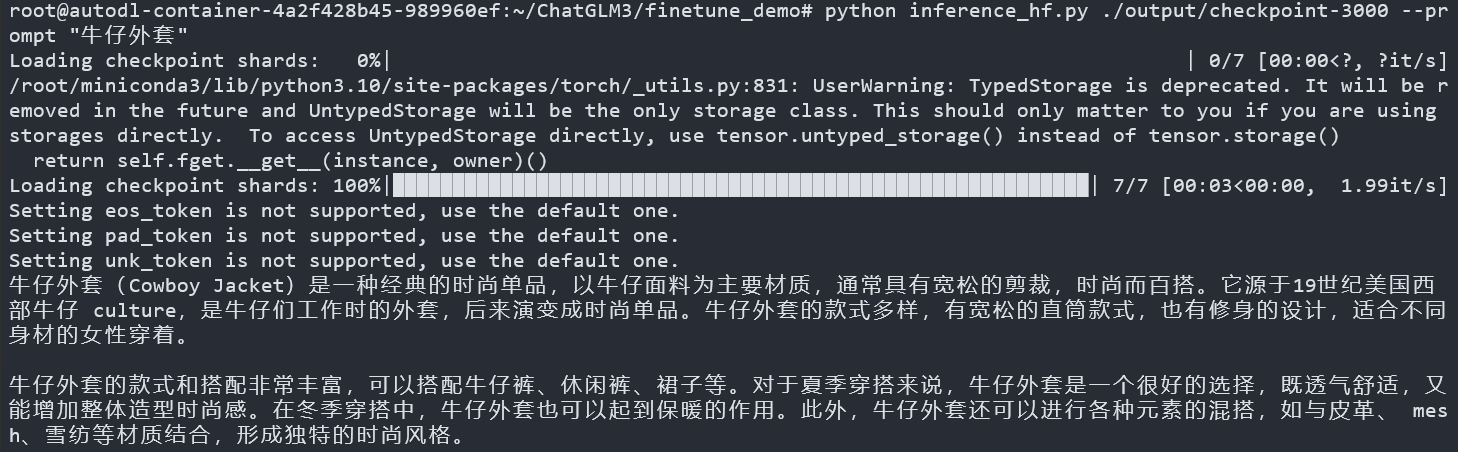 root@autodl-container-4a2f428b45-989960ef:~/ChatGLM3/finetune_demo# python inference_hf.py ./output/checkpoint-3000 --pr
ompt "牛仔外套"
Loading checkpoint shards:   0%|                                                                   | 0/7 [00:00<?, ?it/s]
/root/miniconda3/lib/python3.10/site-packages/torch/_utils.py:831: UserWarning: TypedStorage is deprecated. It will be r
emoved in the future and UntypedStorage will be the only storage class. This should only matter to you if you are using
storages directly.  To access UntypedStorage directly, use tensor.untyped_storage() instead of tensor.storage()
  return self.fget.__get__(instance, owner)()
Loading checkpoint shards: 100%|██████████████████████████████████████████████████████████| 7/7 [00:03<00:00,  1.99it/s]
Setting eos_token is not supported, use the default one.
Setting pad_token is not supported, use the default one.
Setting unk_token is not supported, use the default one.
牛仔外套（Cowboy Jacket）是一种经典的时尚单品，以牛仔面料为主要材质，通常具有宽松的剪裁，时尚而百搭。它源于19世纪美国西
部牛仔 culture，是牛仔们工作时的外套，后来演变成时尚单品。牛仔外套的款式多样，有宽松的直筒款式，也有修身的设计，适合不同
身材的女性穿着。
牛仔外套的款式和搭配非常丰富，可以搭配牛仔裤、休闲裤、裙子等。对于夏季穿搭来说，牛仔外套是一个很好的选择，既透气舒适，又
能增加整体造型时尚感。在冬季穿搭中，牛仔外套也可以起到保暖的作用。此外，牛仔外套还可以进行各种元素的混搭，如与皮革、 mes
h、雪纺等材质结合，形成独特的时尚风格。